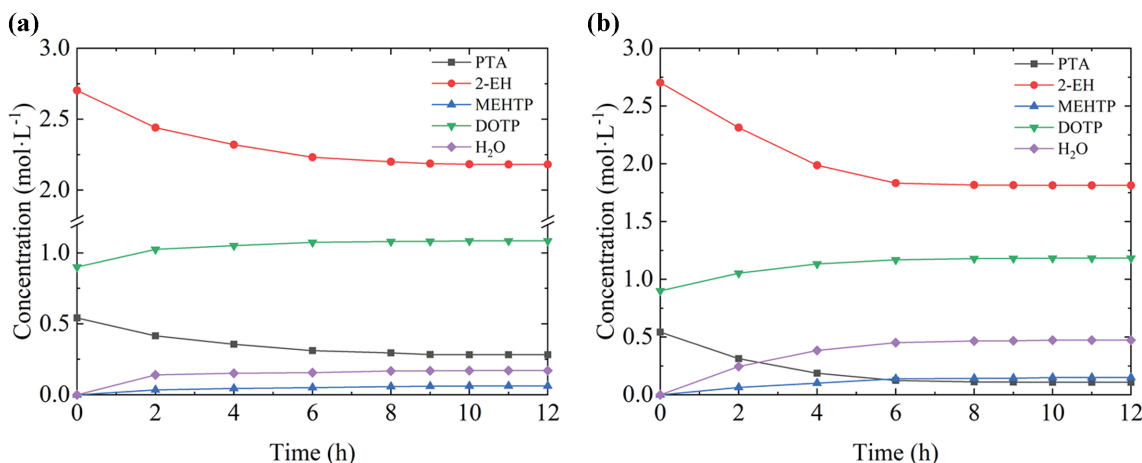 (a)
3.0
2.5
2.0
1.0
0.5
0.0
Concentration (mol·L⁻¹)
PTA
2-EH
MEHTP
DOTP
H₂O
0 2 4 6 8 10 12
Time (h)
(b)
3.0
2.5
2.0
1.5
1.0
0.5
0.0
Concentration (mol·L⁻¹)
PTA
2-EH
MEHTP
DOTP
H₂O
0 2 4 6 8 10 12
Time (h)